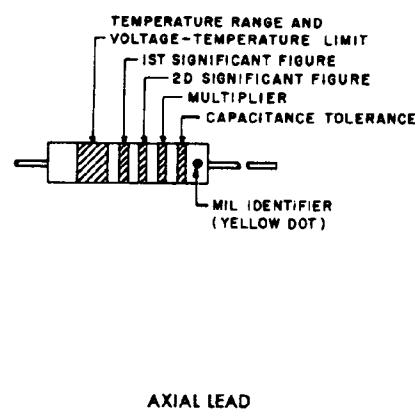 TEMPERATURE RANGE AND
VOLTAGE-TEMPERATURE LIMIT
1ST SIGNIFICANT FIGURE
2D SIGNIFICANT FIGURE
MULTIPLIER
CAPACITANCE TOLERANCE
MIL IDENTIFIER
(YELLOW DOT)
AXIAL LEAD